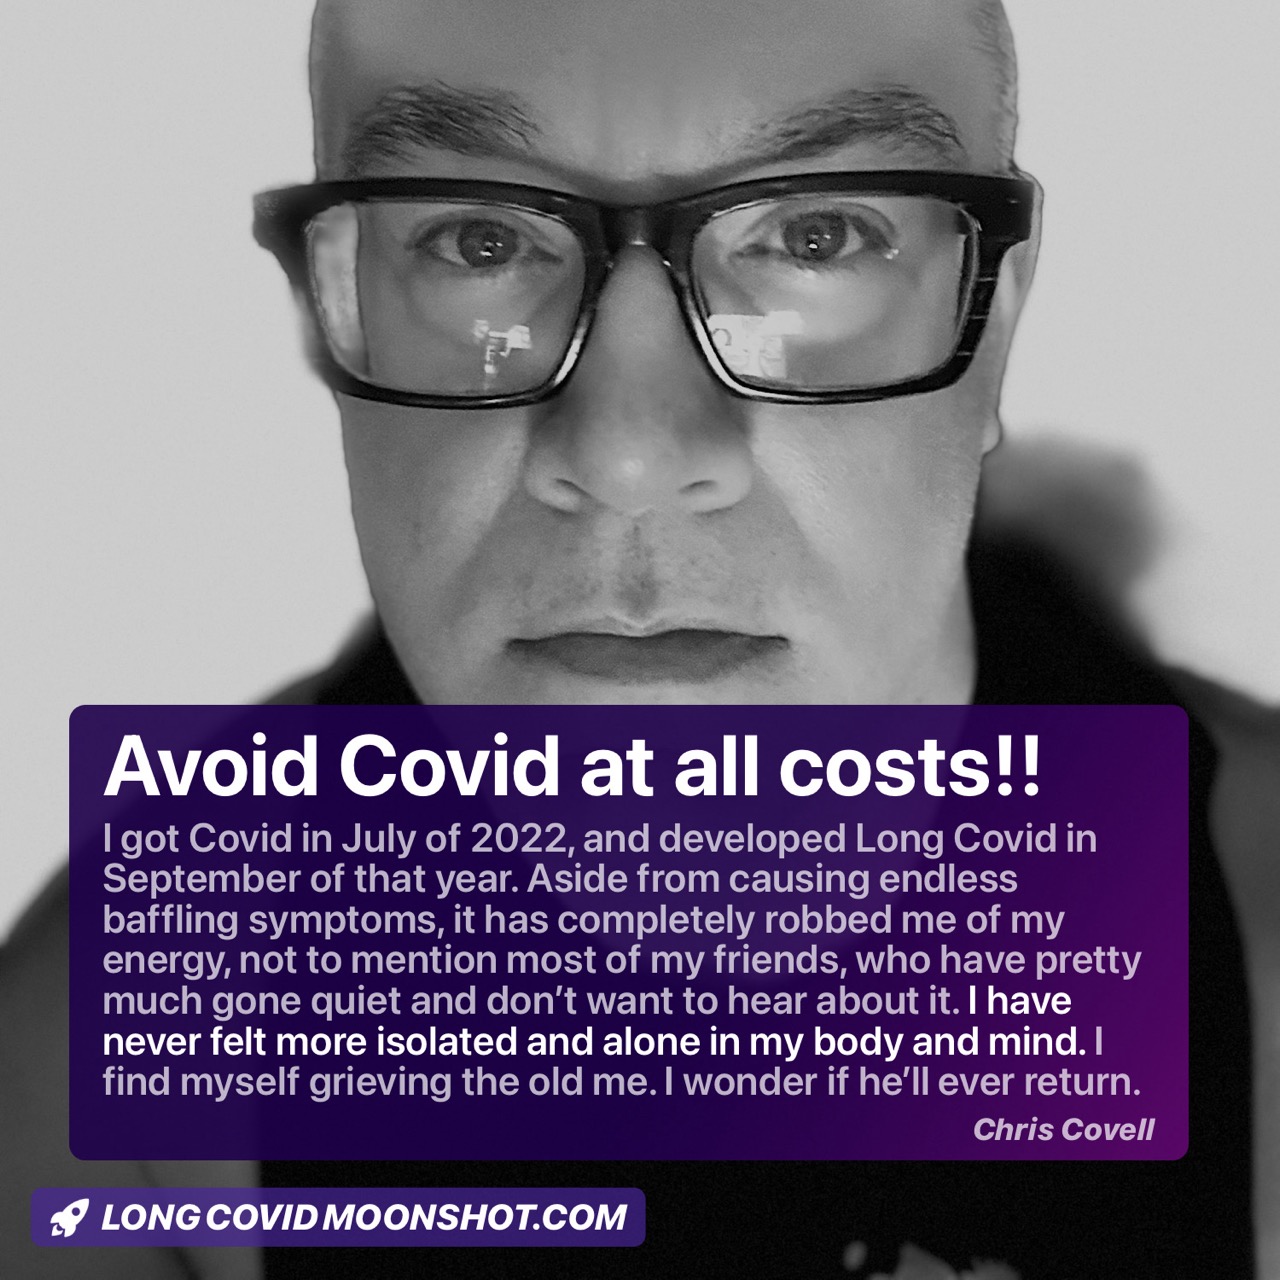 Avoid Covid at all costs!!
I got Covid in July of 2022, and developed Long Covid in
September of that year. Aside from causing endless
baffling symptoms, it has completely robbed me of my
energy, not to mention most of my friends, who have pretty
much gone quiet and don’t want to hear about it. I have
never felt more isolated and alone in my body and mind. I
find myself grieving the old me. I wonder if he’ll ever return.
Chris Covell
LONG COVID MOONSHOT.COM